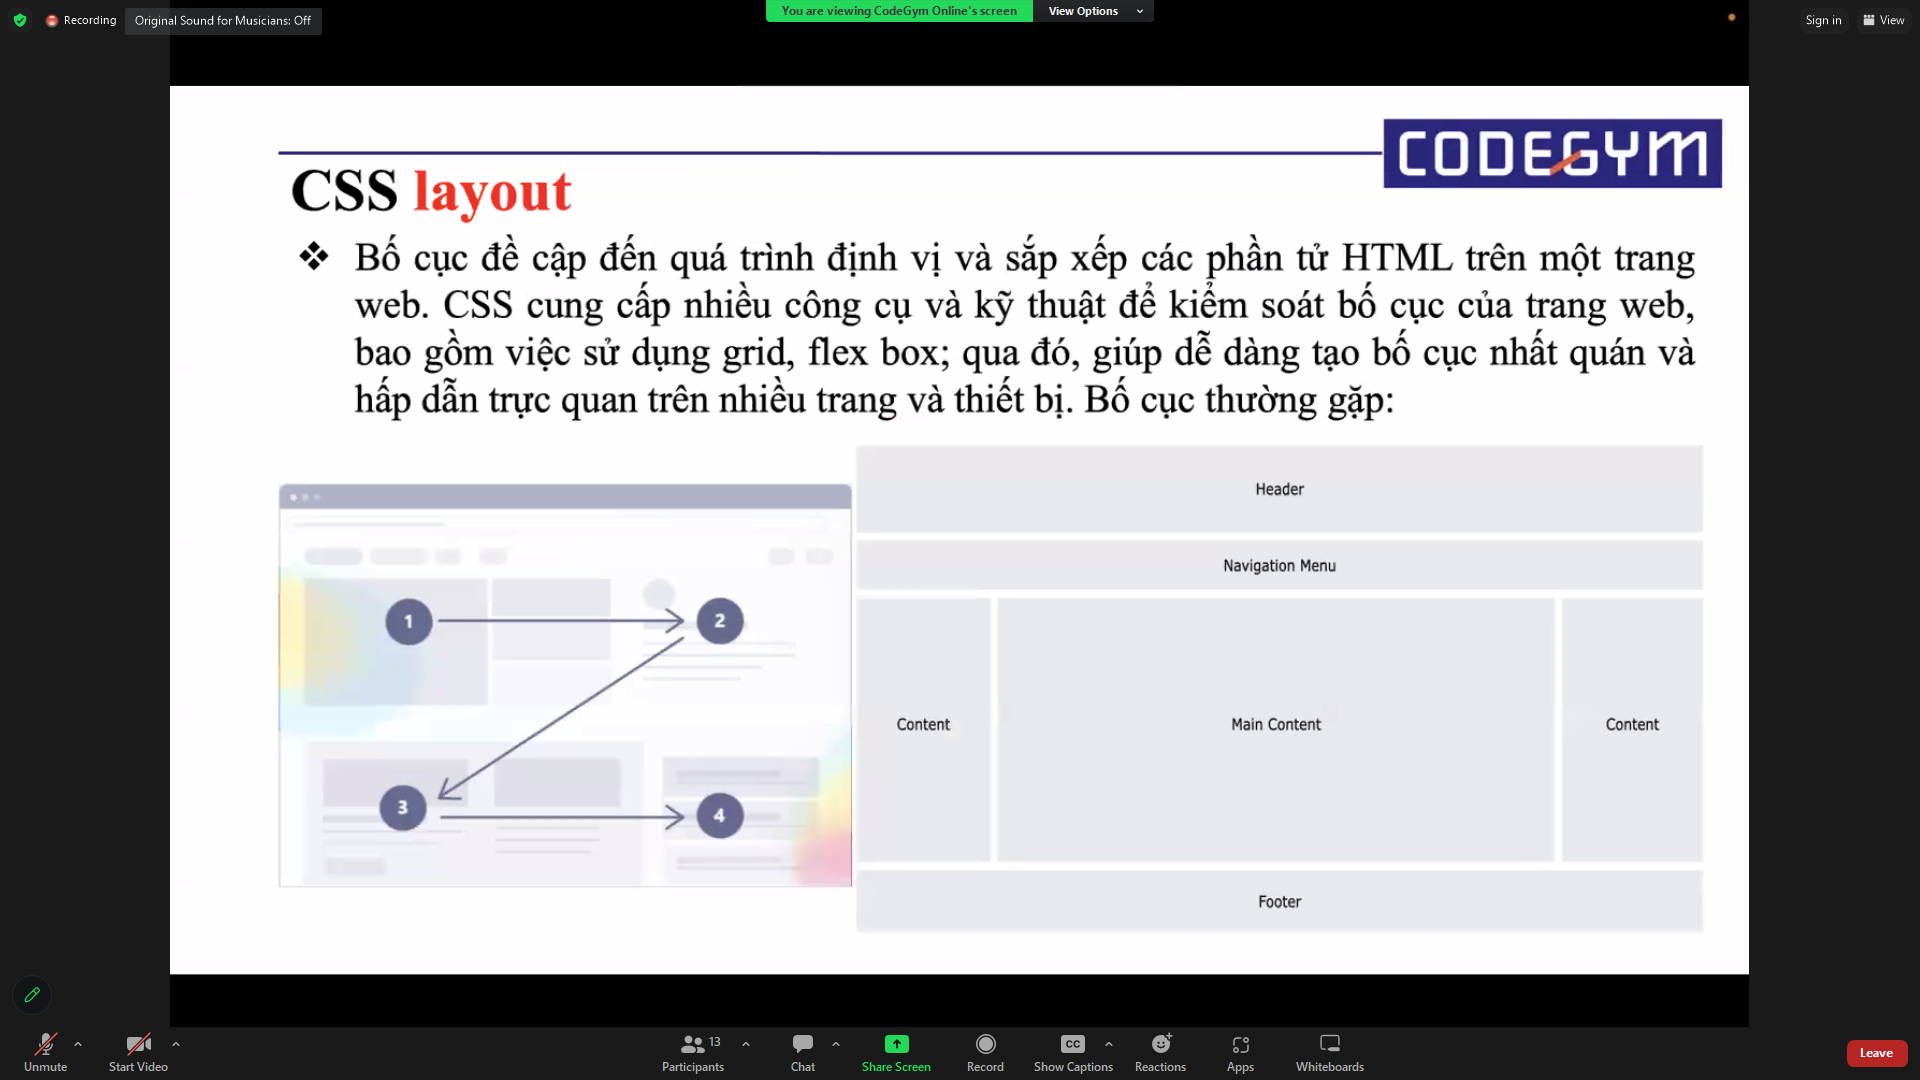 Recording
Original Sound for Musicians: Off
You are viewing CodeGym Online's screen
View Options
Sign in
View
CODEGYM
CSS layout
❖ Bố cục đề cập đến quá trình định vị và sắp xếp các phần tử HTML trên một trang
web. CSS cung cấp nhiều công cụ và kỹ thuật để kiểm soát bố cục của trang web,
bao gồm việc sử dụng grid, flex box; qua đó, giúp dễ dàng tạo bố cục nhất quán và
hấp dẫn trực quan trên nhiều trang và thiết bị. Bố cục thường gặp:
1
2
3
4
Header
Navigation Menu
Content
Main Content
Content
Footer
Unmute
Start Video
13
Participants
Chat
Share Screen
Record
CC
Show Captions
Reactions
Apps
Whiteboards
Leave